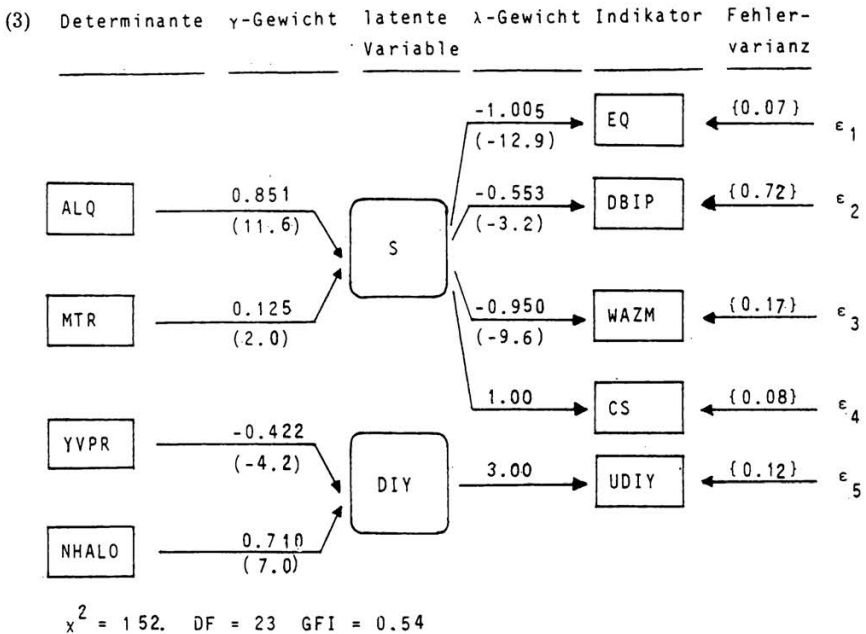 (3) Determinante γ-Gewicht latente Variable λ-Gewicht Indikator Fehler-varianz
-1.005 EQ {0.07} ε1
(-12.9)
ALQ 0.851 -0.553 DBIP {0.72} ε2
(11.6) (-3.2)
S
MTR 0.125 -0.950 WAZM {0.17} ε3
(2.0) (-9.6)
1.00 CS {0.08} ε4
YVPR -0.422
(-4.2)
DIY 3.00 UDIY {0.12} ε5
NHALO 0.710
(7.0)
x2 = 152. DF = 23 GFI = 0.54